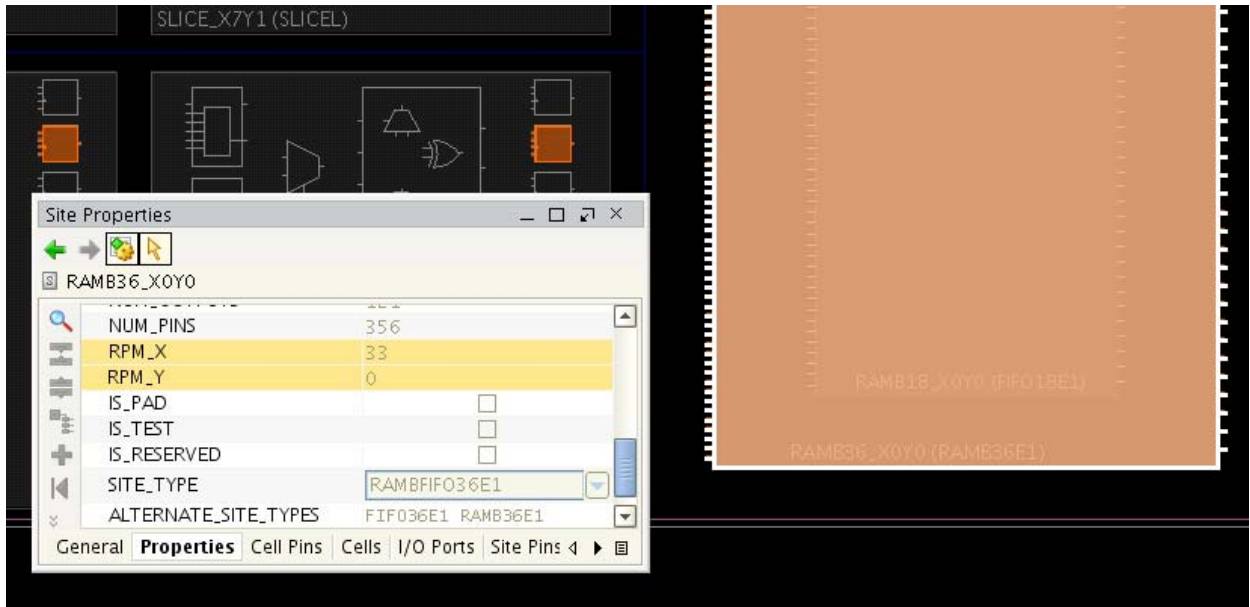 SLICE_X7Y1 (SLICEL)
Site Properties
RAMB36_X0Y0
NUM_PINS 356
RPM_X 33
RPM_Y 0
IS_PAD
IS_TEST
IS_RESERVED
SITE_TYPE RAMBFIFO36E1
ALTERNATE_SITE_TYPES FIFO36E1 RAMB36E1
General Properties Cell Pins Cells I/O Ports Site Pins
RAMB18_X0Y0 (FIFO18E1)
RAMB36_X0Y0 (RAMB36E1)